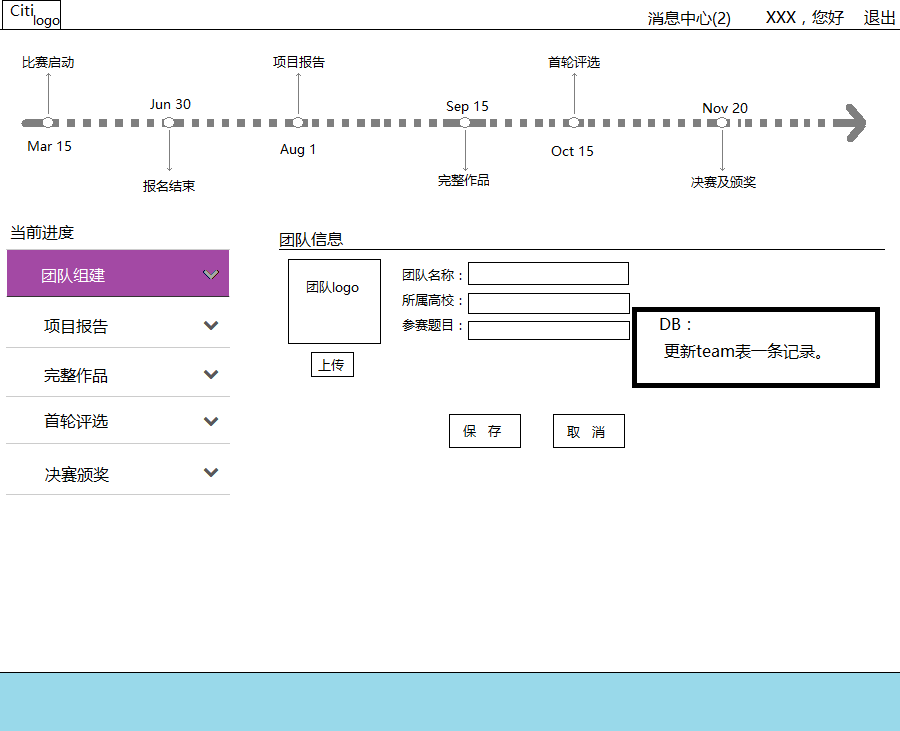 Citi
logo
消息中心(2)
XXX，您好
退出
比赛启动
项目报告
首轮评选
Jun 30
Sep 15
Nov 20
Mar 15
Aug 1
Oct 15
报名结束
完整作品
决赛及颁奖
当前进度
团队组建
项目报告
完整作品
首轮评选
决赛颁奖
团队信息
团队logo
上传
团队名称：
所属高校：
参赛题目：
DB：
更新team表一条记录。
保 存
取 消